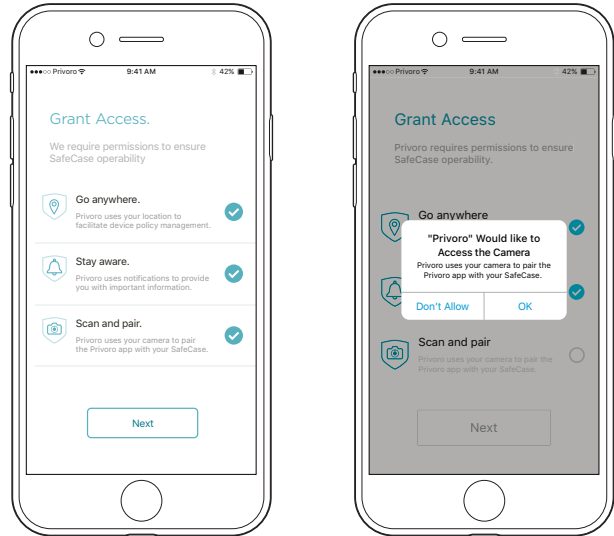 Privoro
9:41 AM
42%
Grant Access.
We require permissions to ensure
SafeCase operability
Go anywhere.
Privoro uses your location to
facilitate device policy management.
Stay aware.
Privoro uses notifications to provide
you with important information.
Scan and pair.
Privoro uses your camera to pair
the Privoro app with your SafeCase.
Next
Privoro
9:41 AM
42%
Grant Access
Privoro requires permissions to ensure
SafeCase operability.
Go anywhere
"Privoro" Would like to
Access the Camera
Privoro uses your camera to pair the
Privoro app with your SafeCase.
Don't Allow
OK
Scan and pair
Privoro uses your camera to pair the
Privoro app with your SafeCase.
Next